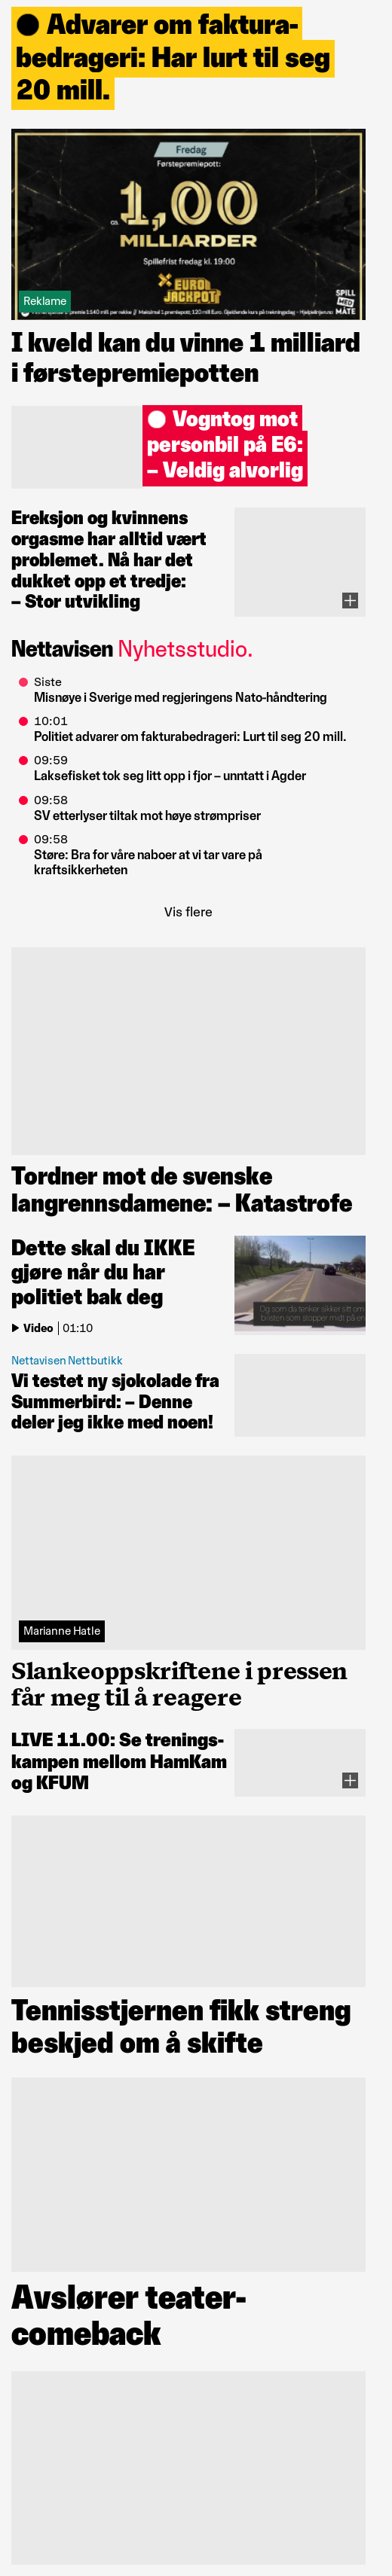 Advarer om faktura-
bedrageri: Har lurt til seg
20 mill.
Fredag
Førstepremiepott:
ca. 1,00
MILLIARDER
Spillefrist fredag kl. 19:00
EURO
JACKPOT
SPILL
MED
MÅTE
Reklame
I kveld kan du vinne 1 milliard
i førstepremiepotten
Vogntog mot
personbil på E6:
– Veldig alvorlig
Ereksjon og kvinnens
orgasme har alltid vært
problemet. Nå har det
dukket opp et tredje:
– Stor utvikling
Nettavisen Nyhetsstudio.
Siste
Misnøye i Sverige med regjeringens Nato-håndtering
10:01
Politiet advarer om fakturabedrageri: Lurt til seg 20 mill.
09:59
Laksefisket tok seg litt opp i fjor – unntatt i Agder
09:58
SV etterlyser tiltak mot høye strømpriser
09:58
Støre: Bra for våre naboer at vi tar vare på
kraftsikkerheten
Vis flere
Tordner mot de svenske
langrennsdamene: – Katastrofe
Dette skal du IKKE
gjøre når du har
politiet bak deg
Video | 01:10
Og som da tenker sikker sitt om
bilisten som stopper midt på en
Nettavisen Nettbutikk
Vi testet ny sjokolade fra
Summerbird: – Denne
deler jeg ikke med noen!
Marianne Hatle
Slankeoppskriftene i pressen
får meg til å reagere
LIVE 11.00: Se trenings-
kampen mellom HamKam
og KFUM
Tennisstjernen fikk streng
beskjed om å skifte
Avslører teater-
comeback